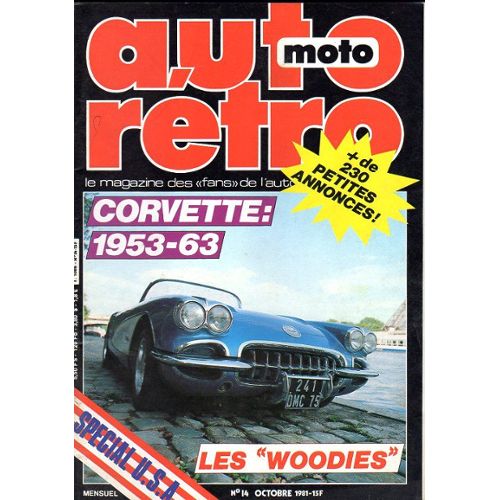 auto
moto
rétro
le magazine des «fans» de l'auto
+ de
230
PETITES
ANNONCES!
CORVETTE:
1953-63
241
DMC 75
SPECIAL U.S.A
LES "WOODIES"
MENSUEL
N° 14 OCTOBRE 1981-15F